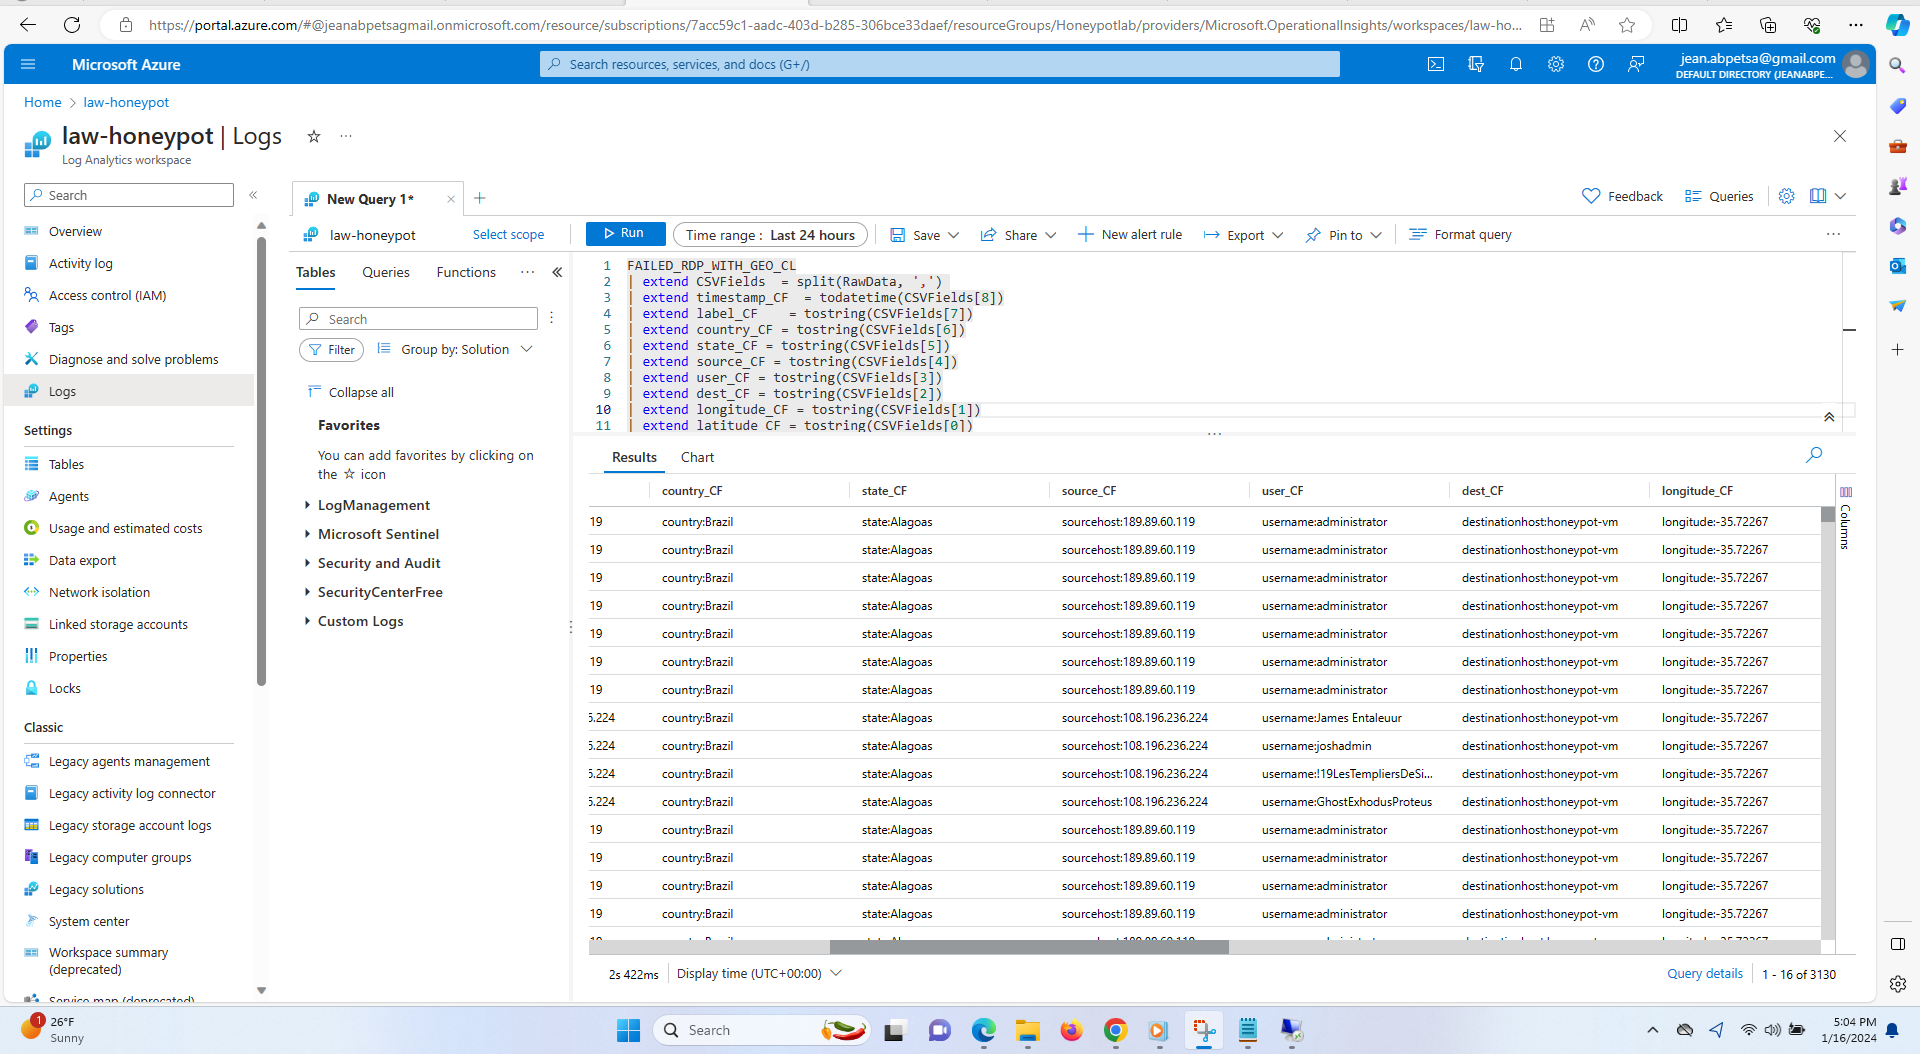 https://portal.azure.com/#@jeanabpetsagmail.onmicrosoft.com/resource/subscriptions/7acc59c1-aadc-403d-b285-306bce33daef/resourceGroups/Honeypotlab/providers/Microsoft.OperationalInsights/workspaces/law-ho...
Microsoft Azure
Search resources, services, and docs (G+/)
jean.abpetsa@gmail.com
DEFAULT DIRECTORY (JEANABPE...
Home > law-honeypot
law-honeypot | Logs
Log Analytics workspace
Search
Overview
Activity log
Access control (IAM)
Tags
Diagnose and solve problems
Logs
Settings
Tables
Agents
Usage and estimated costs
Data export
Network isolation
Linked storage accounts
Properties
Locks
Classic
Legacy agents management
Legacy activity log connector
Legacy storage account logs
Legacy computer groups
Legacy solutions
System center
Workspace summary
(deprecated)
Service map (deprecated)
New Query 1*
Feedback
Queries
law-honeypot
Select scope
Run
Time range : Last 24 hours
Save
Share
New alert rule
Export
Pin to
Format query
Tables Queries Functions
Search
Filter
Group by: Solution
Collapse all
Favorites
You can add favorites by clicking on
the ☆ icon
LogManagement
Microsoft Sentinel
Security and Audit
SecurityCenterFree
Custom Logs
1 FAILED_RDP_WITH_GEO_CL
2 | extend CSVFields  = split(RawData, ',')
3 | extend timestamp_CF  = todatetime(CSVFields[8])
4 | extend label_CF    = tostring(CSVFields[7])
5 | extend country_CF = tostring(CSVFields[6])
6 | extend state_CF = tostring(CSVFields[5])
7 | extend source_CF = tostring(CSVFields[4])
8 | extend user_CF = tostring(CSVFields[3])
9 | extend dest_CF = tostring(CSVFields[2])
10 | extend longitude_CF = tostring(CSVFields[1])
11 | extend latitude_CF = tostring(CSVFields[0])
Results Chart
country_CF state_CF source_CF user_CF dest_CF longitude_CF
19 country:Brazil state:Alagoas sourcehost:189.89.60.119 username:administrator destinationhost:honeypot-vm longitude:-35.72267
19 country:Brazil state:Alagoas sourcehost:189.89.60.119 username:administrator destinationhost:honeypot-vm longitude:-35.72267
19 country:Brazil state:Alagoas sourcehost:189.89.60.119 username:administrator destinationhost:honeypot-vm longitude:-35.72267
19 country:Brazil state:Alagoas sourcehost:189.89.60.119 username:administrator destinationhost:honeypot-vm longitude:-35.72267
19 country:Brazil state:Alagoas sourcehost:189.89.60.119 username:administrator destinationhost:honeypot-vm longitude:-35.72267
19 country:Brazil state:Alagoas sourcehost:189.89.60.119 username:administrator destinationhost:honeypot-vm longitude:-35.72267
19 country:Brazil state:Alagoas sourcehost:189.89.60.119 username:administrator destinationhost:honeypot-vm longitude:-35.72267
6.224 country:Brazil state:Alagoas sourcehost:108.196.236.224 username:James Entaleuur destinationhost:honeypot-vm longitude:-35.72267
6.224 country:Brazil state:Alagoas sourcehost:108.196.236.224 username:joshadmin destinationhost:honeypot-vm longitude:-35.72267
6.224 country:Brazil state:Alagoas sourcehost:108.196.236.224 username:!19LesTempliersDeSi... destinationhost:honeypot-vm longitude:-35.72267
6.224 country:Brazil state:Alagoas sourcehost:108.196.236.224 username:GhostExhodusProteus destinationhost:honeypot-vm longitude:-35.72267
19 country:Brazil state:Alagoas sourcehost:189.89.60.119 username:administrator destinationhost:honeypot-vm longitude:-35.72267
19 country:Brazil state:Alagoas sourcehost:189.89.60.119 username:administrator destinationhost:honeypot-vm longitude:-35.72267
19 country:Brazil state:Alagoas sourcehost:189.89.60.119 username:administrator destinationhost:honeypot-vm longitude:-35.72267
19 country:Brazil state:Alagoas sourcehost:189.89.60.119 username:administrator destinationhost:honeypot-vm longitude:-35.72267
Columns
2s 422ms
Display time (UTC+00:00)
Query details
1 - 16 of 3130
1
26°F
Sunny
Search
5:04 PM
1/16/2024